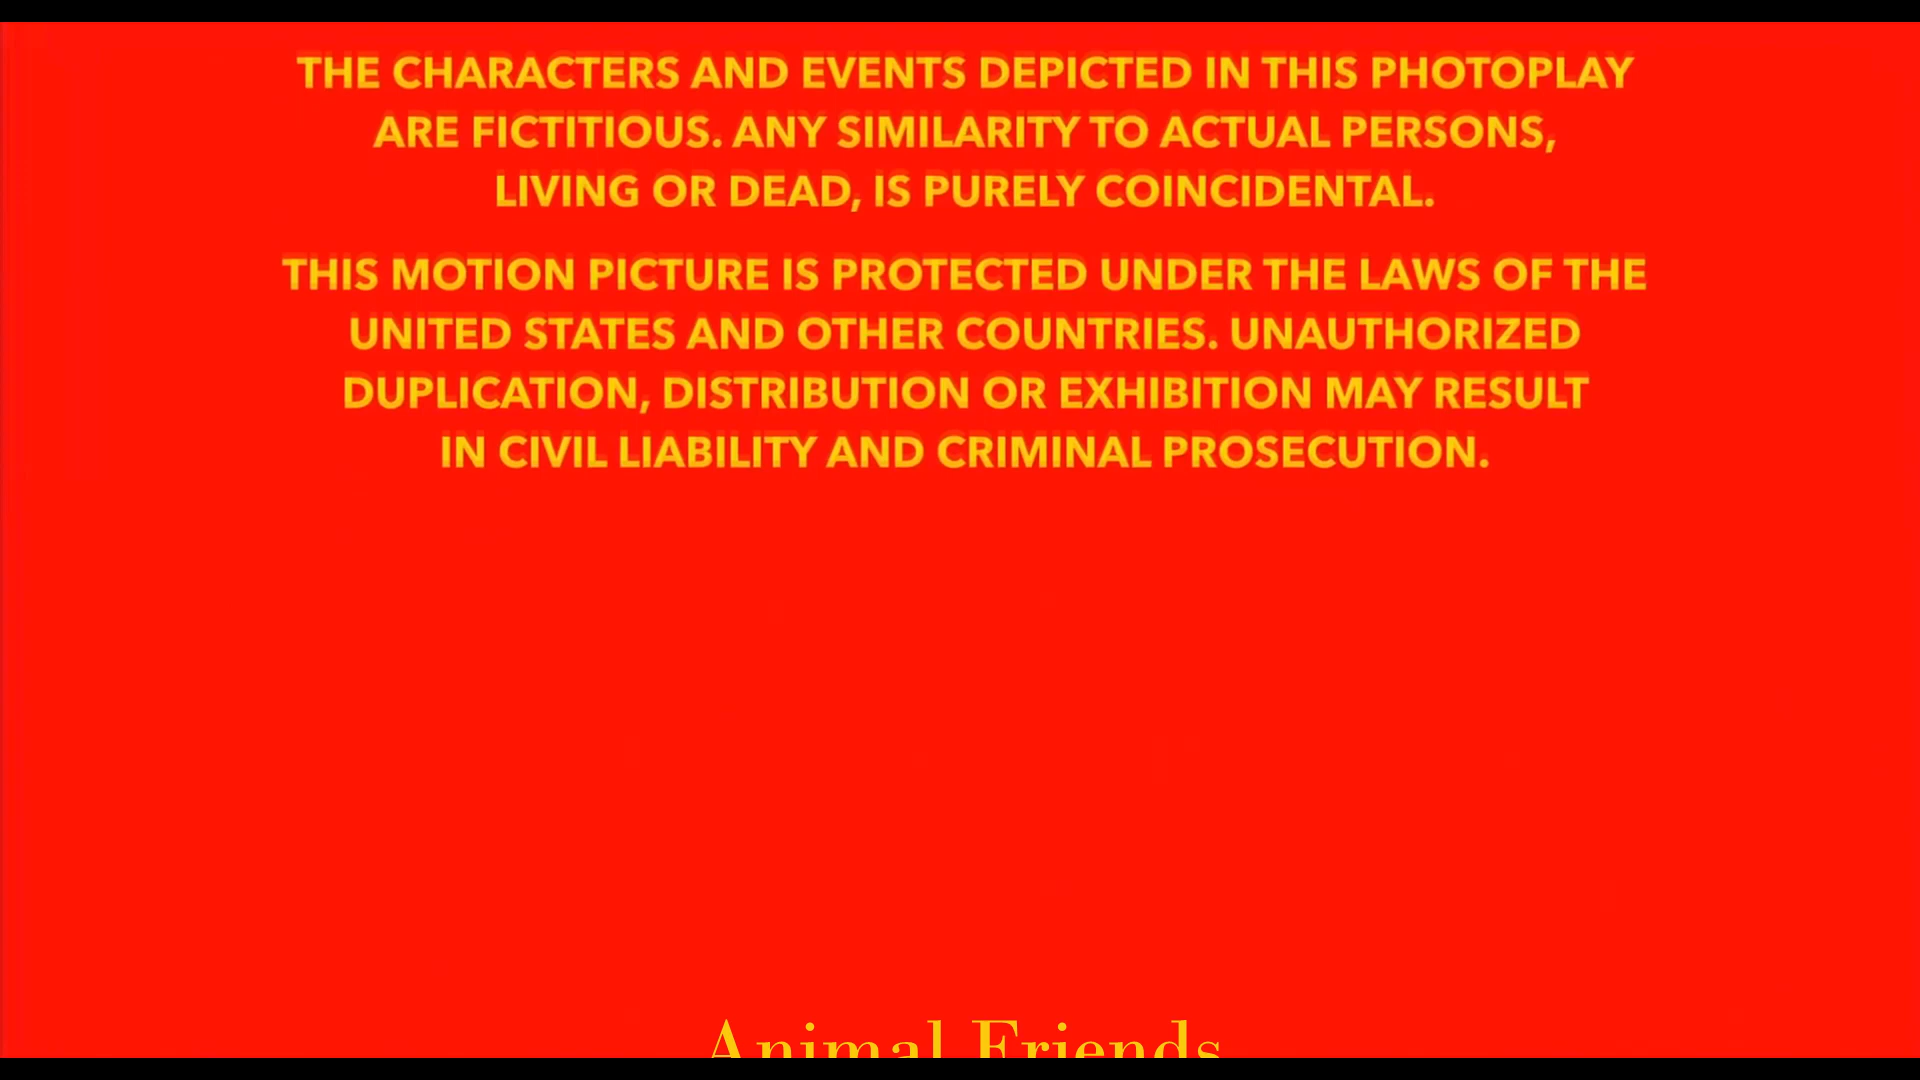 THE CHARACTERS AND EVENTS DEPICTED IN THIS PHOTOPLAY
ARE FICTITIOUS. ANY SIMILARITY TO ACTUAL PERSONS,
LIVING OR DEAD, IS PURELY COINCIDENTAL.
THIS MOTION PICTURE IS PROTECTED UNDER THE LAWS OF THE
UNITED STATES AND OTHER COUNTRIES. UNAUTHORIZED
DUPLICATION, DISTRIBUTION OR EXHIBITION MAY RESULT
IN CIVIL LIABILITY AND CRIMINAL PROSECUTION.
Animal Friends